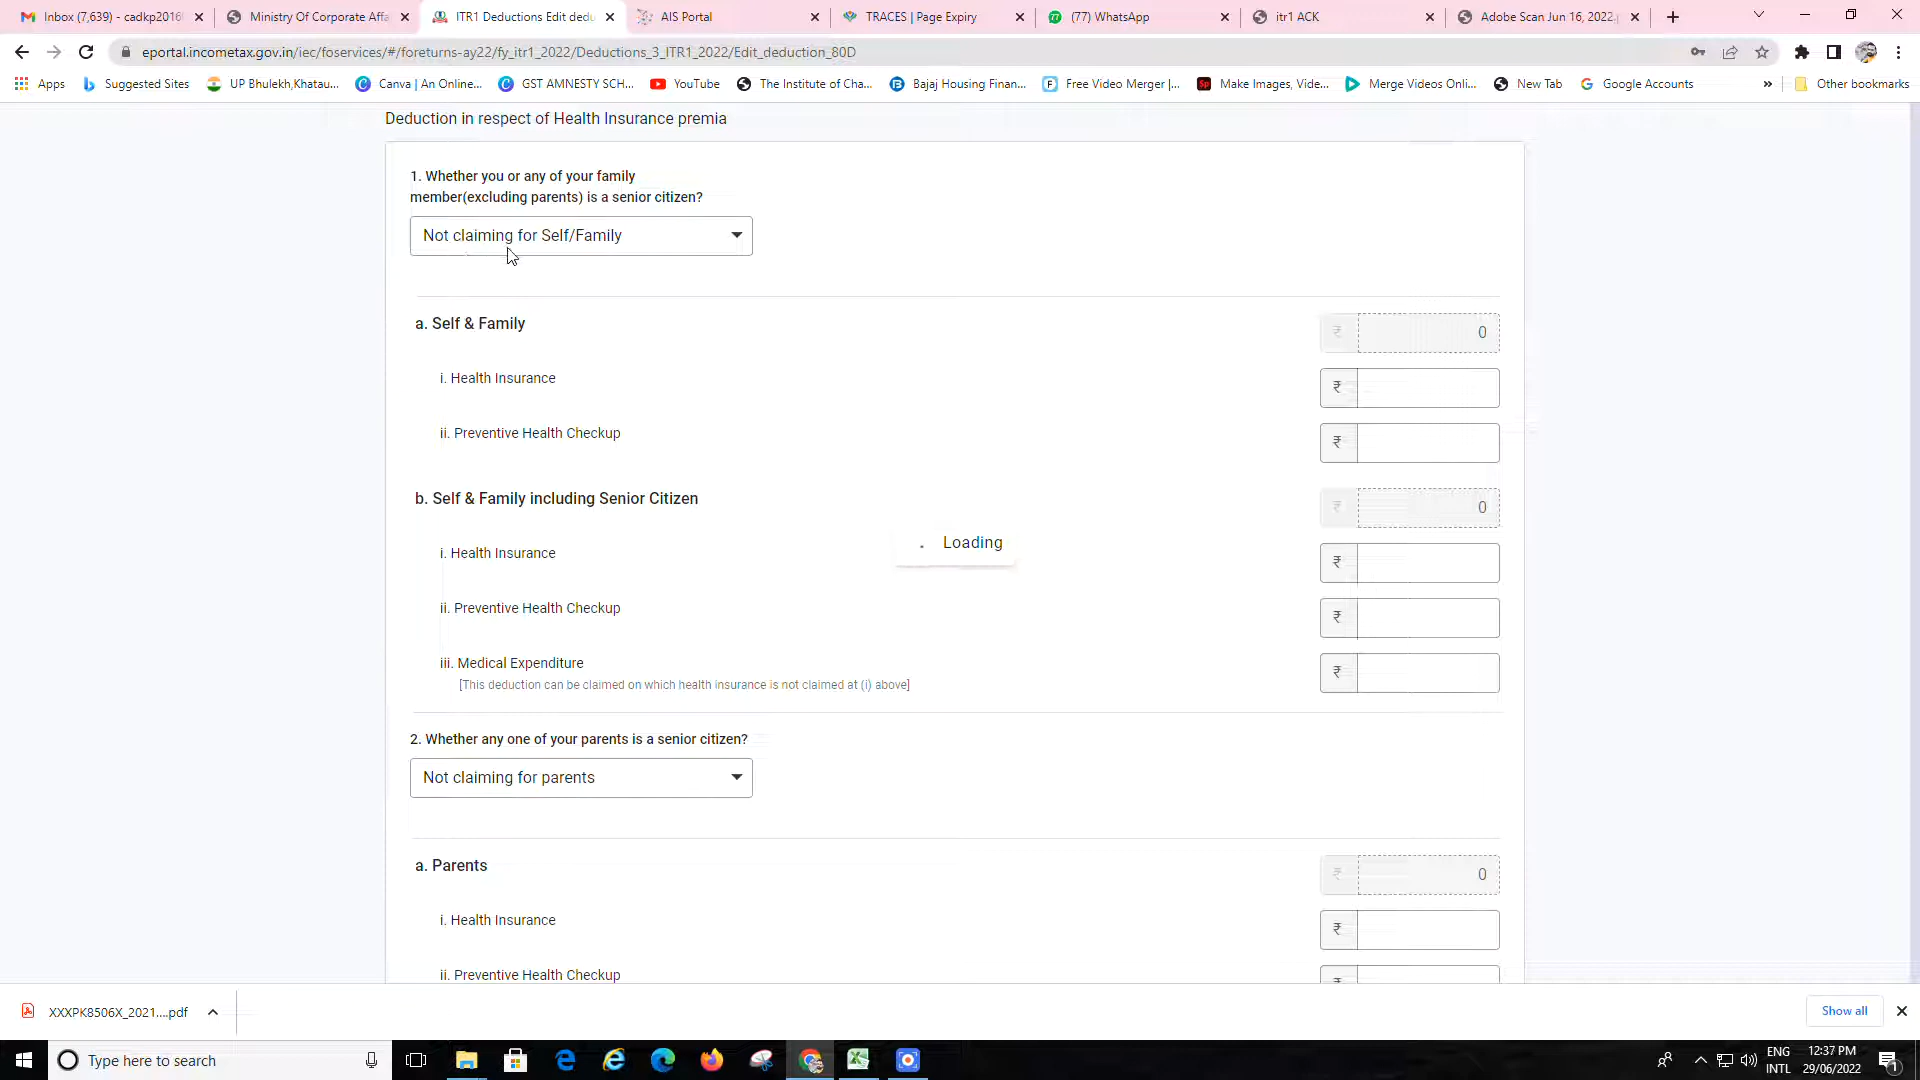 Inbox (7,639) - cadkp2016
Ministry Of Corporate Affa
ITR1 Deductions Edit dedu
AIS Portal
TRACES | Page Expiry
(77) WhatsApp
itr1 ACK
Adobe Scan Jun 16, 2022.p
eportal.incometax.gov.in/iec/foservices/#/foreturns-ay22/fy_itr1_2022/Deductions_3_ITR1_2022/Edit_deduction_80D
Apps
Suggested Sites
UP Bhulekh,Khatau...
Canva | An Online...
GST AMNESTY SCH...
YouTube
The Institute of Cha...
Bajaj Housing Finan...
Free Video Merger |...
Make Images, Vide...
Merge Videos Onli...
New Tab
Google Accounts
»
Other bookmarks
Deduction in respect of Health Insurance premia
1. Whether you or any of your family
member(excluding parents) is a senior citizen?
Not claiming for Self/Family
a. Self & Family
₹ 0
i. Health Insurance
₹
ii. Preventive Health Checkup
₹
b. Self & Family including Senior Citizen
₹ 0
Loading
i. Health Insurance
₹
ii. Preventive Health Checkup
₹
iii. Medical Expenditure
₹
[This deduction can be claimed on which health insurance is not claimed at (i) above]
2. Whether any one of your parents is a senior citizen?
Not claiming for parents
a. Parents
₹ 0
i. Health Insurance
₹
ii. Preventive Health Checkup
₹
XXXPK8506X_2021....pdf
Show all
Type here to search
ENG
INTL
12:37 PM
29/06/2022
1